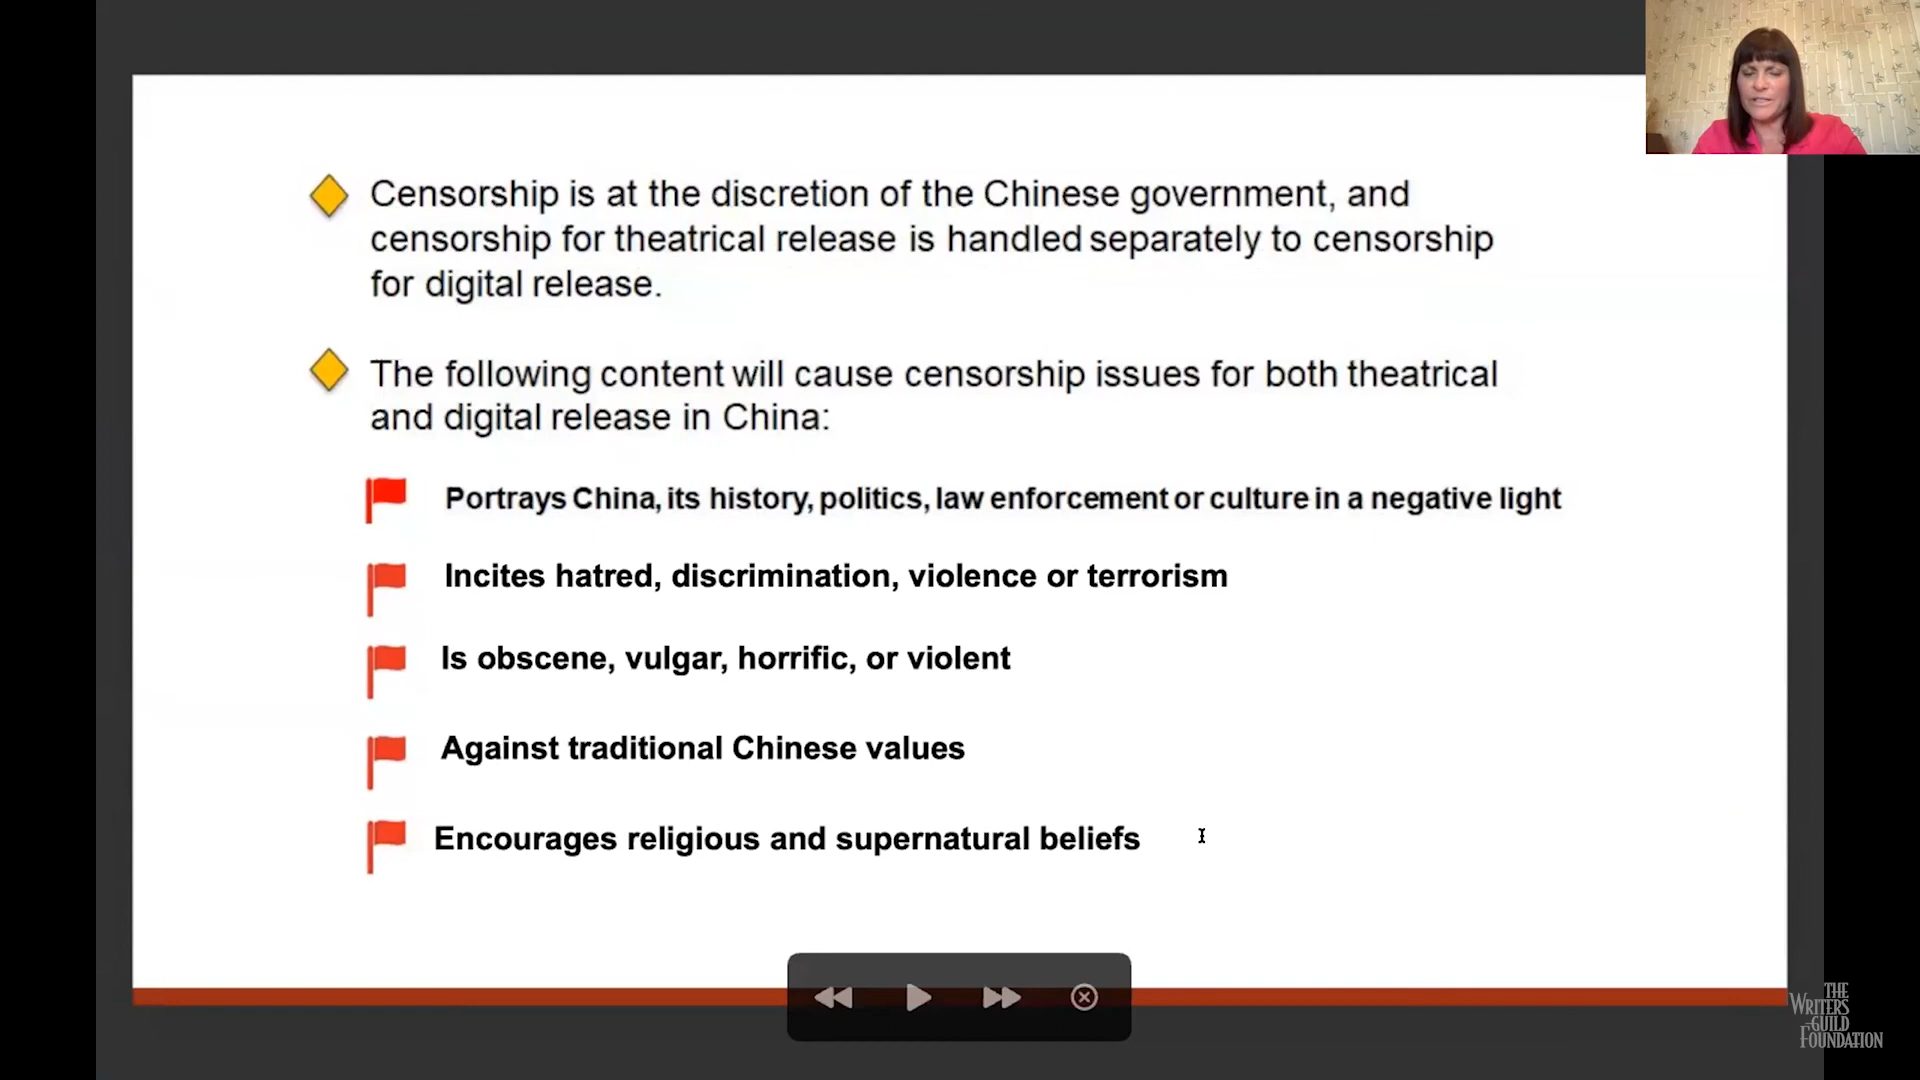 Censorship is at the discretion of the Chinese government, and
censorship for theatrical release is handled separately to censorship
for digital release.
The following content will cause censorship issues for both theatrical
and digital release in China:
Portrays China, its history, politics, law enforcement or culture in a negative light
Incites hatred, discrimination, violence or terrorism
Is obscene, vulgar, horrific, or violent
Against traditional Chinese values
Encourages religious and supernatural beliefs
THE
WRITERS
GUILD
FOUNDATION